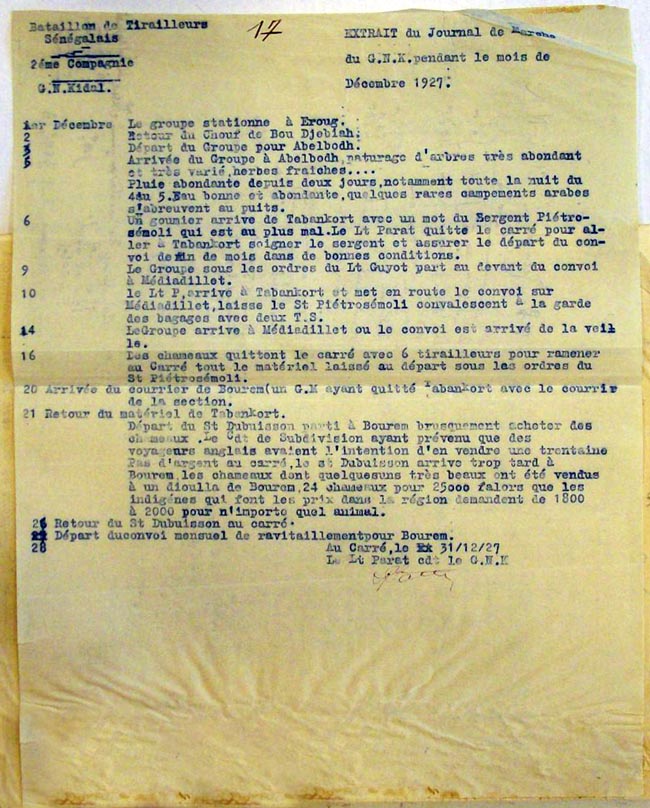 Bataillon de Tirailleurs
Sénégalais
2éme Compagnie
G.N.Kidal.
17
EXTRAIT du Journal de Marche
du G.N.K.pendant le mois de
Décembre 1927.
1er Décembre Le groupe stationne à Eroug.
2 Retour du Chouf de Bou Djebiah.
3 Départ du Groupe pour Abelbodh.
5 Arrivée du Groupe à Abelbodh,paturage d'arbres très abondant
et très varié,herbes fraiches....
Pluie abondante depuis deux jours,notamment toute la nuit du
4au 5.Eau bonne et abondante,quelques rares campements arabes
s'abreuvent au puits.
6 Un goumier arrive de Tabankort avec un mot du Sergent Piétro-
sémoli qui est au plus mal.Le Lt Parat quitte le carré pour al-
ler à Tabankort soigner le sergent et assurer le départ du con-
voi de fin de mois dans de bonnes conditions.
9 Le Groupe sous les ordres du Lt Guyot part au devant du convoi
à Médiadillet.
10 le Lt P,arrive à Tabankort et met en route le convoi sur
Médiadillet,laisse le St Piétrosémoli convalescent à la garde
des bagages avec deux T.S.
14 LeGroupe arrive à Médiadillet ou le convoi est arrivé de la veil
le.
16 Des chameaux quittent le carré avec 6 tirailleurs pour ramener
au Carré tout le matériel laissé au départ sous les ordres du
St Piétrosémoli.
20 Arrivée du courrier de Bourem(un G.M ayant quitté Tabankort avec le courrir
de la section.
21 Retour du matériel de Tabankort.
Départ du St Dubuisson parti à Bourem brusquement acheter des
chameaux .Le Cdt de Subdivision ayant prévenu que des
voyageurs anglais avaient l'intention d'en vendre une trentaine
Pas d'argent au carré,le st Dubuisson arrive trop tard à
Bourem,les chameaux dont quelquesuns très beaux ont été vendus
à un dioulla de Bourem,24 chameaux pour 25000 falors que les
indigénes qui font les prix dans la région demandent de 1800
à 2000 pour n'importe quel animal.
Retour du St Dubuisson au carré.
Départ duconvoi mensuel de ravitaillementpour Bourem.
28 Au Carré,le 31/12/27
Le Lt Parat cdt le G.N.K